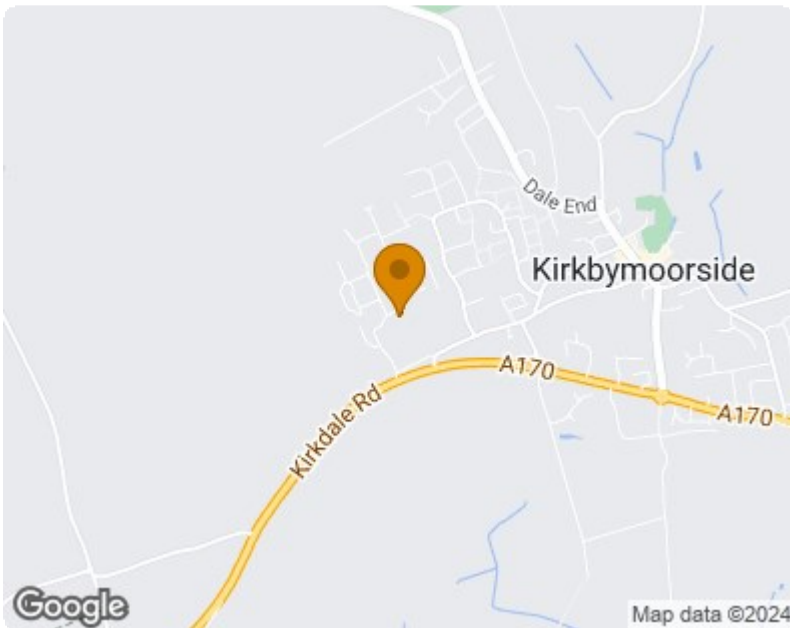 Dale End
Kirkbymoorside
A170
Kirkdale Rd
A170
Google
Map data ©2024